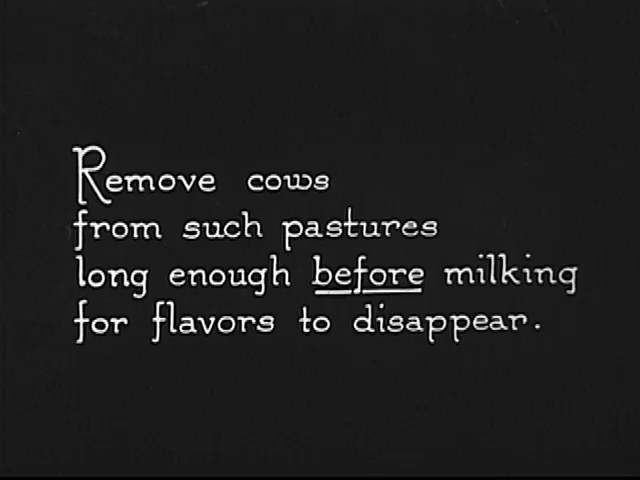 Remove cows
from such pastures
long enough before milking
for flavors to disappear.